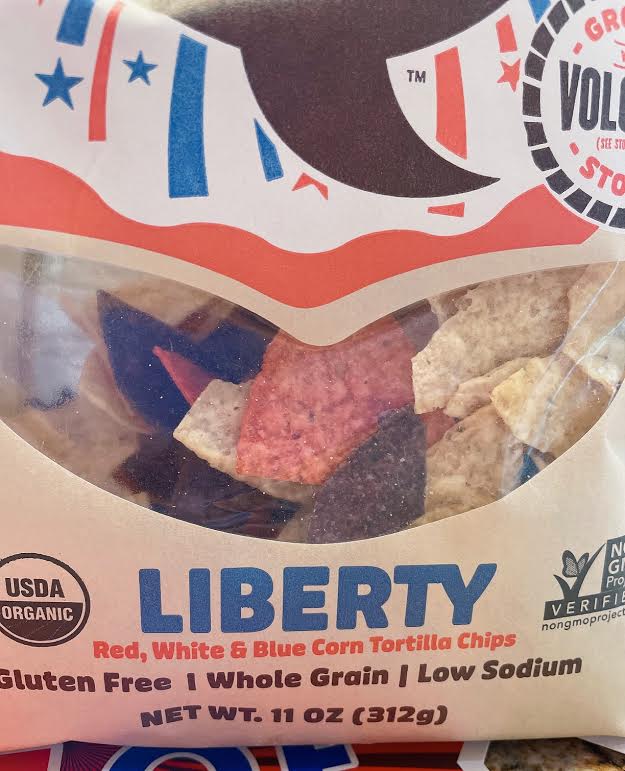 TM
(SEE
LIBERTY
Red, White & Blue Corn Tortilla Chips
Gluten Free | Whole Grain | Low Sodium
NET WT. 11 OZ (312g)
USDA
ORGANIC